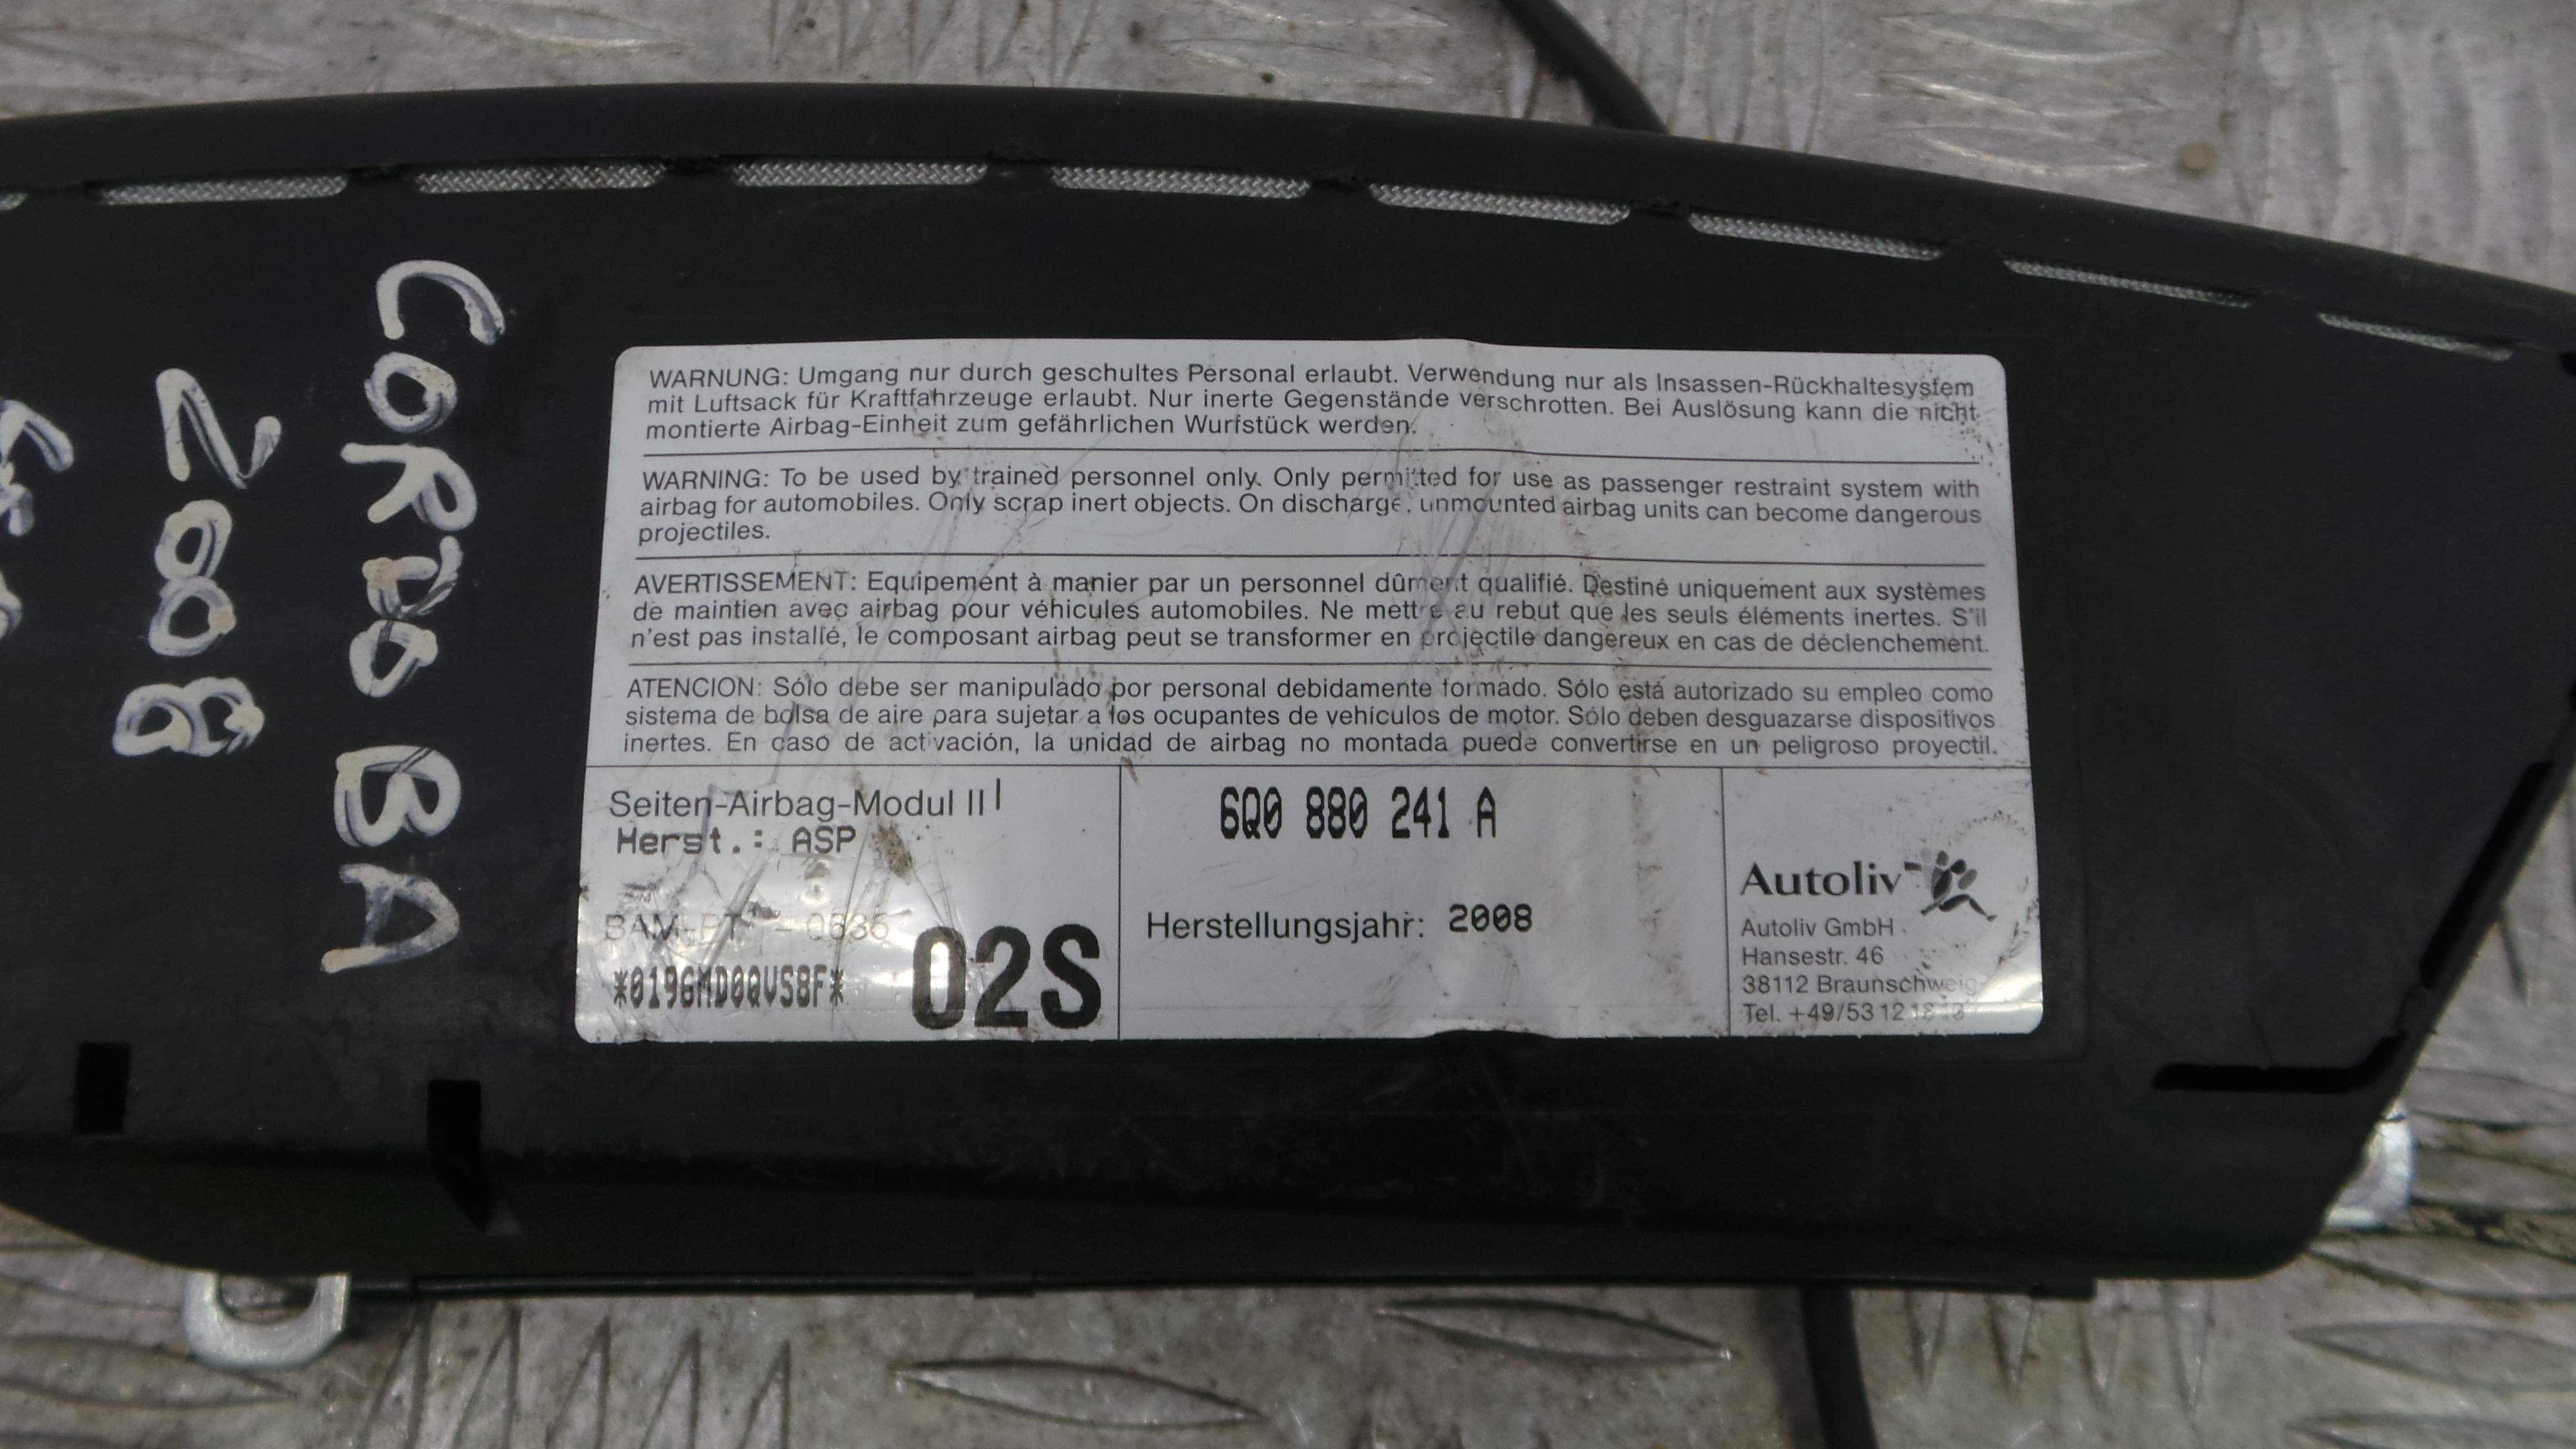 CORDOBA
2008
WARNUNG: Umgang nur durch geschultes Personal erlaubt. Verwendung nur als Insassen-Rückhaltesystem
mit Luftsack für Kraftfahrzeuge erlaubt. Nur inerte Gegenstände verschrotten. Bei Auslösung kann die nicht
montierte Airbag-Einheit zum gefährlichen Wurfstück werden.
WARNING: To be used by trained personnel only. Only permitted for use as passenger restraint system with
airbag for automobiles. Only scrap inert objects. On discharge, unmounted airbag units can become dangerous
projectiles.
AVERTISSEMENT: Equipement à manier par un personnel dûment qualifié. Destiné uniquement aux systèmes
de maintien avec airbag pour véhicules automobiles. Ne mettre au rebut que les seuls éléments inertes. S'il
n'est pas installé, le composant airbag peut se transformer en projectile dangereux en cas de déclenchement.
ATENCION: Sólo debe ser manipulado por personal debidamente formado. Sólo está autorizado su empleo como
sistema de bolsa de aire para sujetar a los ocupantes de vehículos de motor. Sólo deben desguazarse dispositivos
inertes. En caso de activación, la unidad de airbag no montada puede convertirse en un peligroso proyectil.
Seiten-Airbag-Modul II
Herst.: ASP
*019GMD0QVS8F*
02S
6Q0 880 241 A
Herstellungsjahr: 2008
Autoliv
Autoliv GmbH
Hansestr. 46
38112 Braunschweig
Tel. +49/53 12